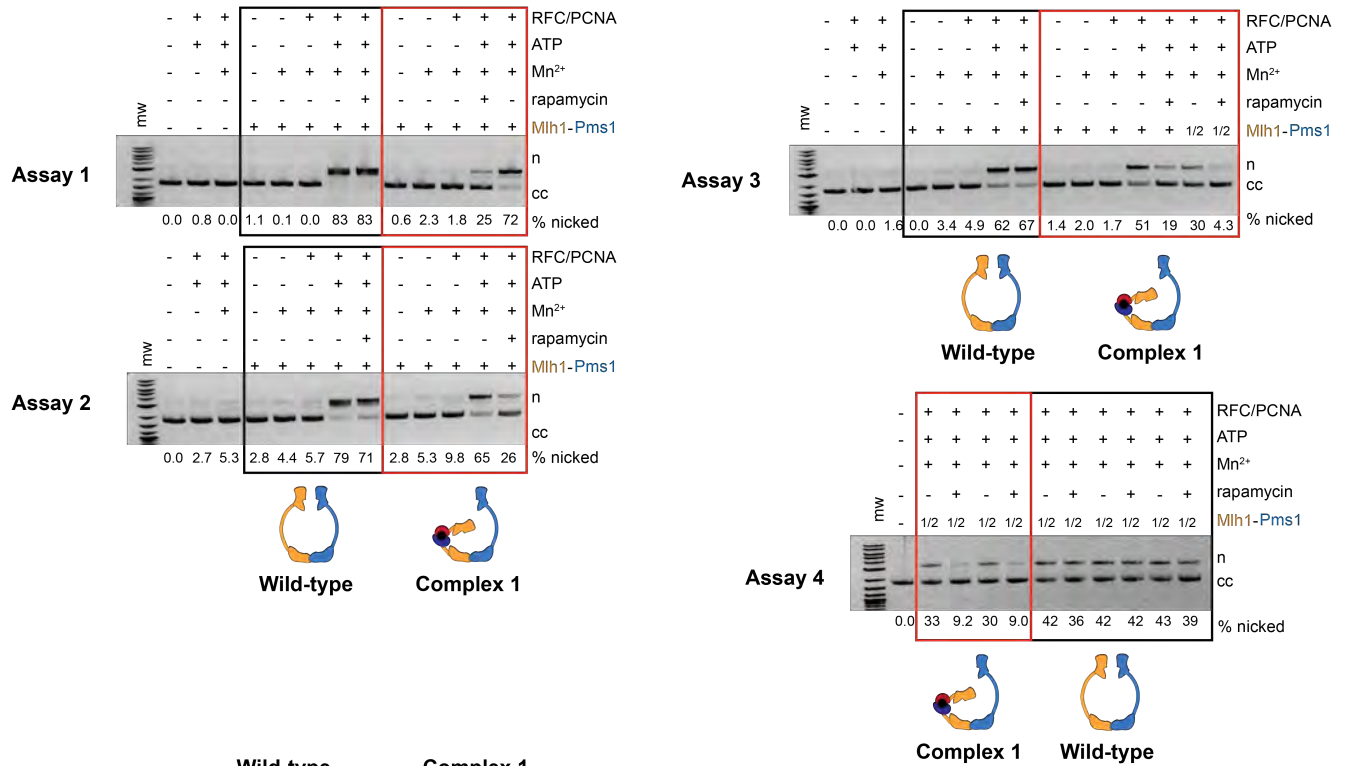 - + + - - + + + - - + + + RFC/PCNA
- + + - - - + + - - - + + ATP
- - + - + + + + - + + + + Mn²⁺
- - - - - - - + - - - + - rapamycin
mw - - - + + + + + + + + + + Mlh1-Pms1
Assay 1
n
cc
0.0 0.8 0.0 1.1 0.1 0.0 83 83 0.6 2.3 1.8 25 72 % nicked
- + + - - + + + - - + + + RFC/PCNA
- + + - - - + + - - - + + ATP
- - + - + + + + - + + + + Mn²⁺
- - - - - - - + - - - - + rapamycin
mw - - - + + + + + + + + + + Mlh1-Pms1
Assay 2
n
cc
0.0 2.7 5.3 2.8 4.4 5.7 79 71 2.8 5.3 9.8 65 26 % nicked
Wild-type Complex 1
Wild-type Complex 1
- + + - - + + + - - + + + + + RFC/PCNA
- + + - - - + + - - - + + + + ATP
- - + - + + + + - + + + + + + Mn²⁺
- - - - - - - + - - - - + - + rapamycin
mw - - - + + + + + + + + + + 1/2 1/2 Mlh1-Pms1
Assay 3
n
cc
0.0 0.0 1.6 0.0 3.4 4.9 62 67 1.4 2.0 1.7 51 19 30 4.3 % nicked
Wild-type Complex 1
- + + + + + + + + + + RFC/PCNA
- + + + + + + + + + + ATP
- + + + + + + + + + + Mn²⁺
- - + - + - + - + - + rapamycin
mw - 1/2 1/2 1/2 1/2 1/2 1/2 1/2 1/2 1/2 1/2 Mlh1-Pms1
Assay 4
n
cc
0.0 33 9.2 30 9.0 42 36 42 42 43 39 % nicked
Complex 1 Wild-type